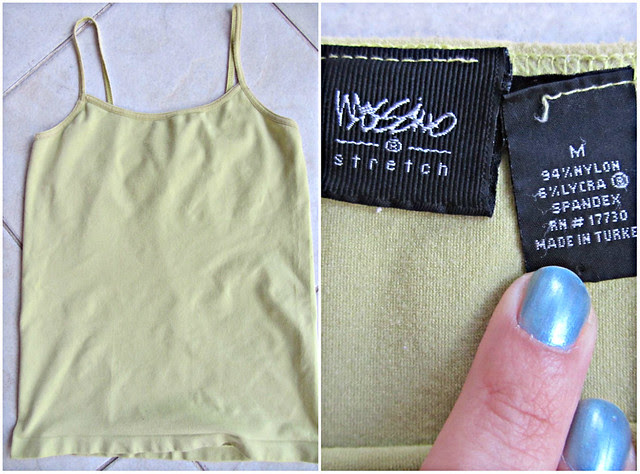 Mossimo
®
stretch
M
94% NYLON
6% LYCRA ®
SPANDEX
RN # 17730
MADE IN TURKE